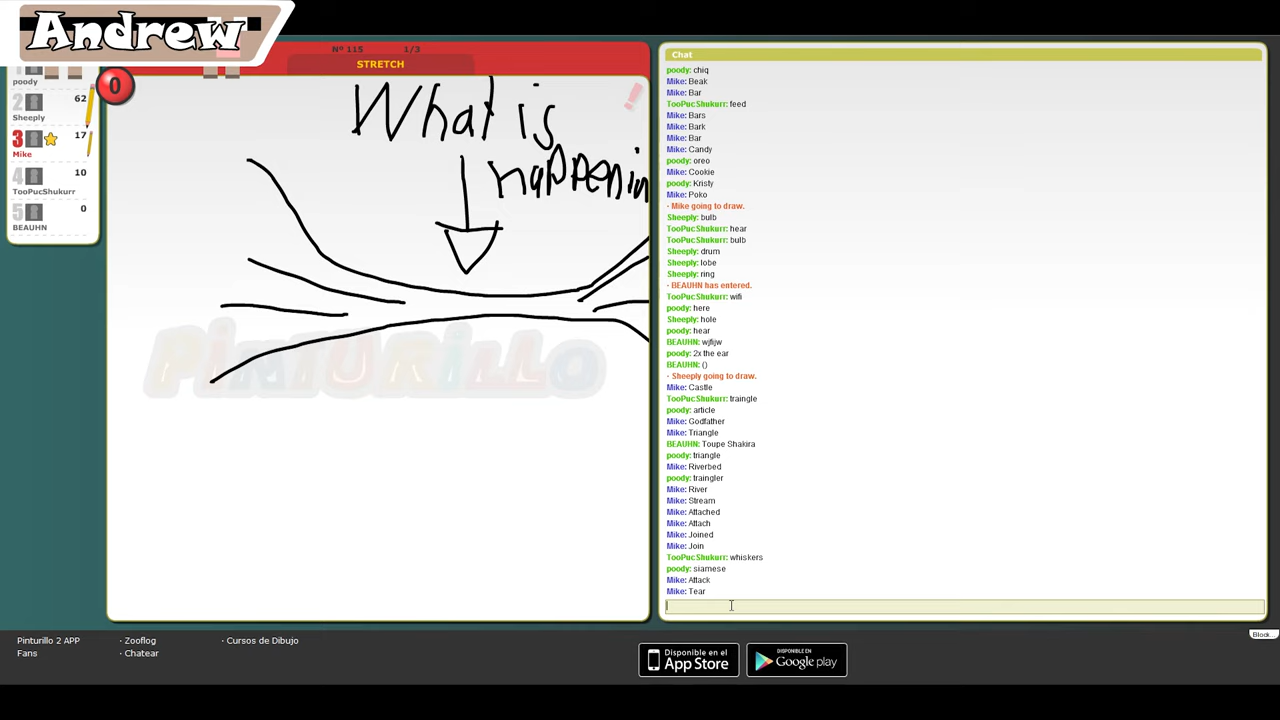 Andrew
Nº 115 1/3
STRETCH
0
1
poody
2 62
Sheeply
3 17
Mike
4 10
TooPucShukurr
5 0
BEAUHN
What is
happenin
PinturiLLo
Chat
poody: chiq
Mike: Beak
Mike: Bar
TooPucShukurr: feed
Mike: Bars
Mike: Bark
Mike: Bar
Mike: Candy
poody: oreo
Mike: Cookie
poody: Kristy
Mike: Poko
· Mike going to draw.
Sheeply: bulb
TooPucShukurr: hear
TooPucShukurr: bulb
Sheeply: drum
Sheeply: lobe
Sheeply: ring
· BEAUHN has entered.
TooPucShukurr: wifi
poody: here
Sheeply: hole
poody: hear
BEAUHN: wjfijw
poody: 2x the ear
BEAUHN: ()
· Sheeply going to draw.
Mike: Castle
TooPucShukurr: traingle
poody: article
Mike: Godfather
Mike: Triangle
BEAUHN: Toupe Shakira
poody: triangle
Mike: Riverbed
poody: traingler
Mike: River
Mike: Stream
Mike: Attached
Mike: Attach
Mike: Joined
Mike: Join
TooPucShukurr: whiskers
poody: siamese
Mike: Attack
Mike: Tear
Block...
Pinturillo 2 APP · Zooflog · Cursos de Dibujo
Fans · Chatear
Disponible en el
App Store
DISPONIBLE EN
Google play